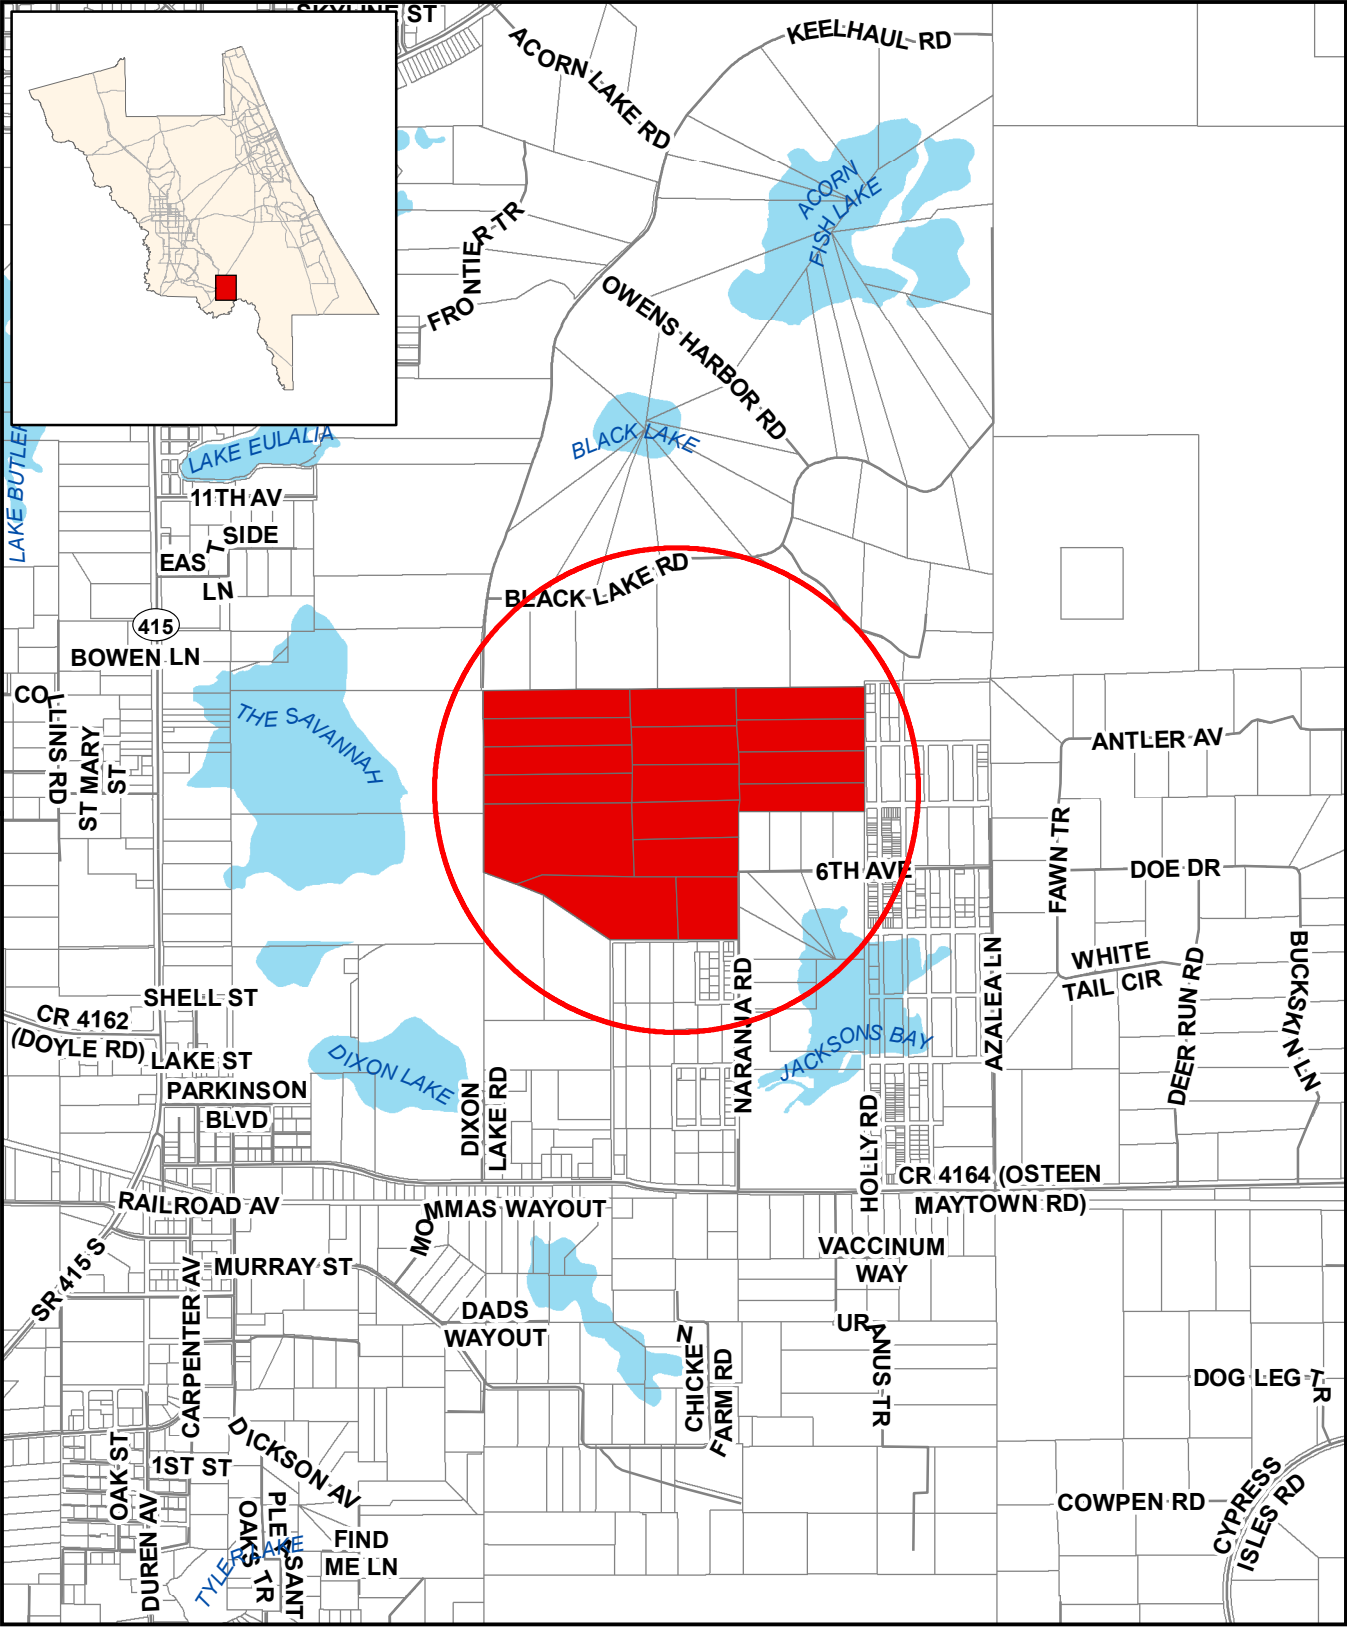 SKYLINE ST
ACORN LAKE RD
KEELHAUL RD
ACORN
FISH LAKE
FRONTIER TR
OWENS HARBOR RD
BLACK LAKE
LAKE BUTLER
LAKE EULALIA
11TH AV
EAST SIDE
LN
BLACK LAKE RD
415
BOWEN LN
COLLINS RD
ST MARY
ST
THE SAVANNAH
ANTLER AV
FAWN TR
6TH AVE
DOE DR
WHITE
TAIL CIR
DEER RUN RD
BUCKSKIN LN
AZALEA LN
NARANJA RD
JACKSONS BAY
SHELL ST
CR 4162
(DOYLE RD)
LAKE ST
DIXON LAKE
PARKINSON
BLVD
DIXON
LAKE RD
HOLLY RD
CR 4164 (OSTEEN
MAYTOWN RD)
RAILROAD AV
MOMMAS WAYOUT
SR 415 S
MURRAY ST
CARPENTER AV
VACCINUM
WAY
DADS
WAYOUT
URANUS TR
CHICKEN
FARM RD
DOG LEG TR
OAK ST
1ST ST
DICKSON AV
DUREN AV
PLEASANT
OAKS TR
TYLER LAKE
FIND
ME LN
COWPEN RD
CYPRESS
ISLES RD